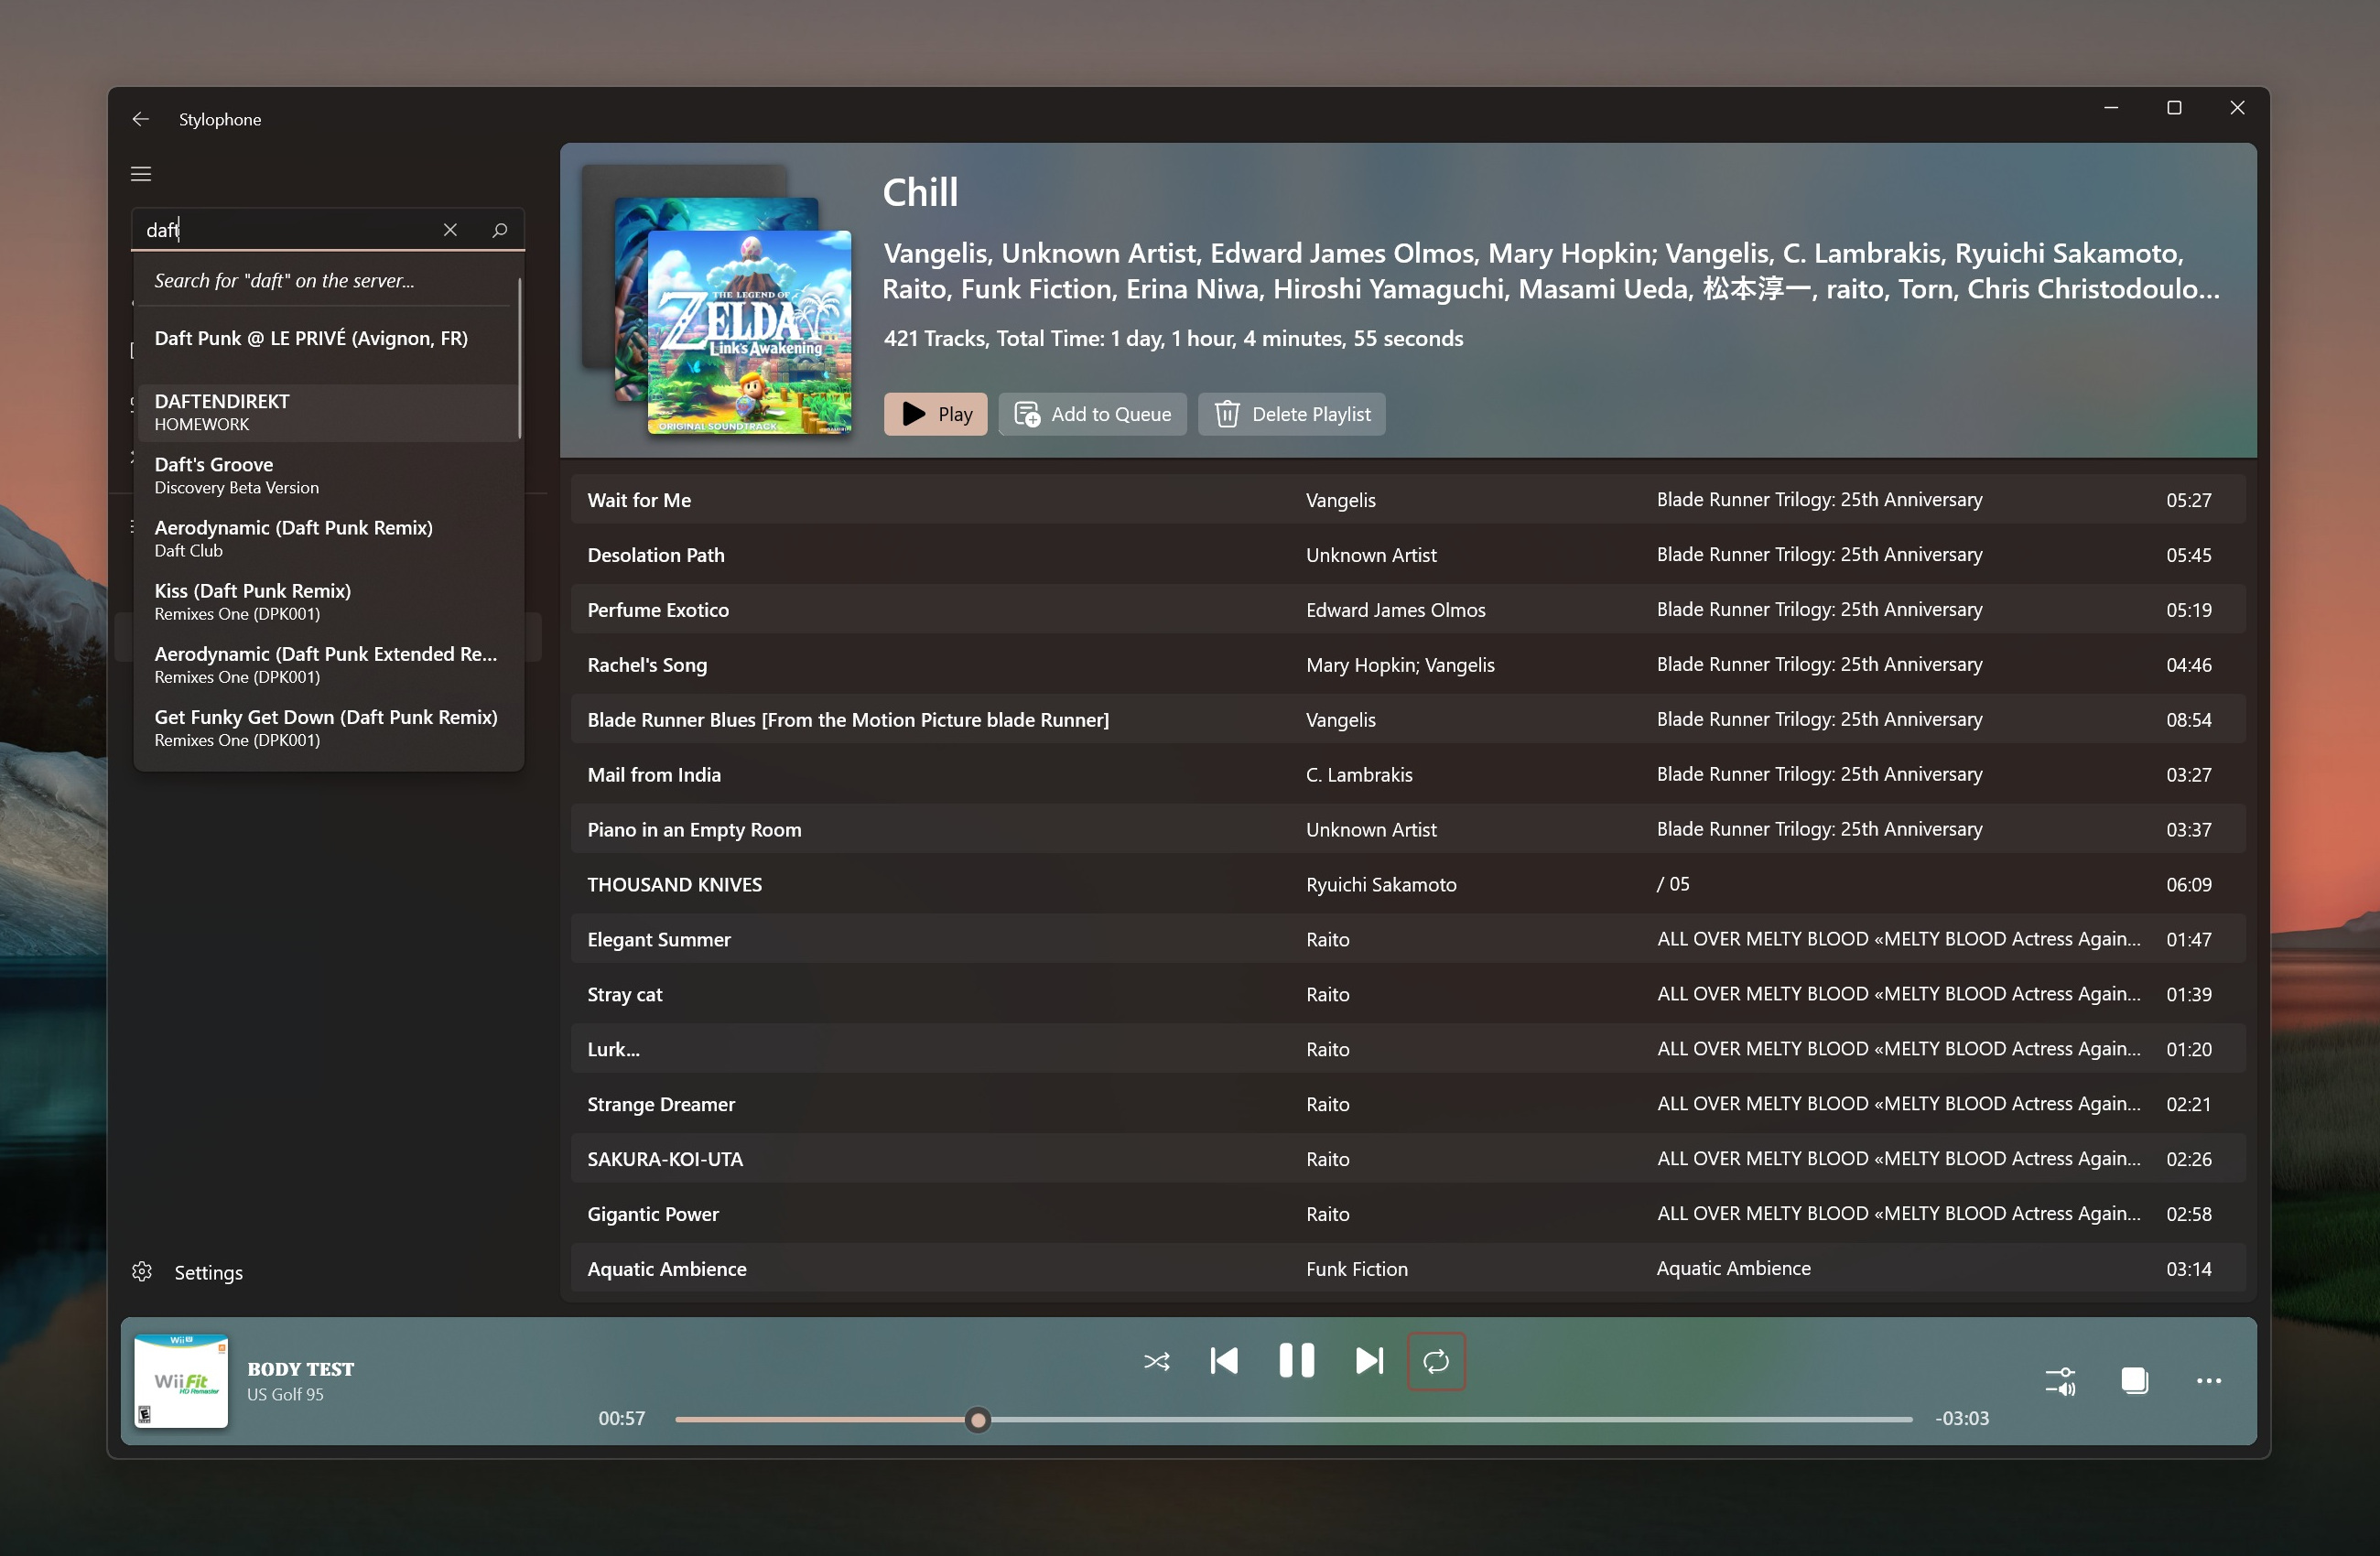 Stylophone
daft
Search for "daft" on the server...
Daft Punk @ LE PRIVÉ (Avignon, FR)
DAFTENDIREKT
HOMEWORK
Daft's Groove
Discovery Beta Version
Aerodynamic (Daft Punk Remix)
Daft Club
Kiss (Daft Punk Remix)
Remixes One (DPK001)
Aerodynamic (Daft Punk Extended Re...
Remixes One (DPK001)
Get Funky Get Down (Daft Punk Remix)
Remixes One (DPK001)
Settings
THE LEGEND OF
ZELDA
Link's Awakening
ORIGINAL SOUNDTRACK
Chill
Vangelis, Unknown Artist, Edward James Olmos, Mary Hopkin; Vangelis, C. Lambrakis, Ryuichi Sakamoto,
Raito, Funk Fiction, Erina Niwa, Hiroshi Yamaguchi, Masami Ueda, 松本淳一, raito, Torn, Chris Christodoulo...
421 Tracks, Total Time: 1 day, 1 hour, 4 minutes, 55 seconds
Play Add to Queue Delete Playlist
Wait for Me Vangelis Blade Runner Trilogy: 25th Anniversary 05:27
Desolation Path Unknown Artist Blade Runner Trilogy: 25th Anniversary 05:45
Perfume Exotico Edward James Olmos Blade Runner Trilogy: 25th Anniversary 05:19
Rachel's Song Mary Hopkin; Vangelis Blade Runner Trilogy: 25th Anniversary 04:46
Blade Runner Blues [From the Motion Picture blade Runner] Vangelis Blade Runner Trilogy: 25th Anniversary 08:54
Mail from India C. Lambrakis Blade Runner Trilogy: 25th Anniversary 03:27
Piano in an Empty Room Unknown Artist Blade Runner Trilogy: 25th Anniversary 03:37
THOUSAND KNIVES Ryuichi Sakamoto / 05 06:09
Elegant Summer Raito ALL OVER MELTY BLOOD «MELTY BLOOD Actress Again... 01:47
Stray cat Raito ALL OVER MELTY BLOOD «MELTY BLOOD Actress Again... 01:39
Lurk... Raito ALL OVER MELTY BLOOD «MELTY BLOOD Actress Again... 01:20
Strange Dreamer Raito ALL OVER MELTY BLOOD «MELTY BLOOD Actress Again... 02:21
SAKURA-KOI-UTA Raito ALL OVER MELTY BLOOD «MELTY BLOOD Actress Again... 02:26
Gigantic Power Raito ALL OVER MELTY BLOOD «MELTY BLOOD Actress Again... 02:58
Aquatic Ambience Funk Fiction Aquatic Ambience 03:14
Wii U
Wii Fit
HD Remaster
E
BODY TEST
US Golf 95
00:57 -03:03